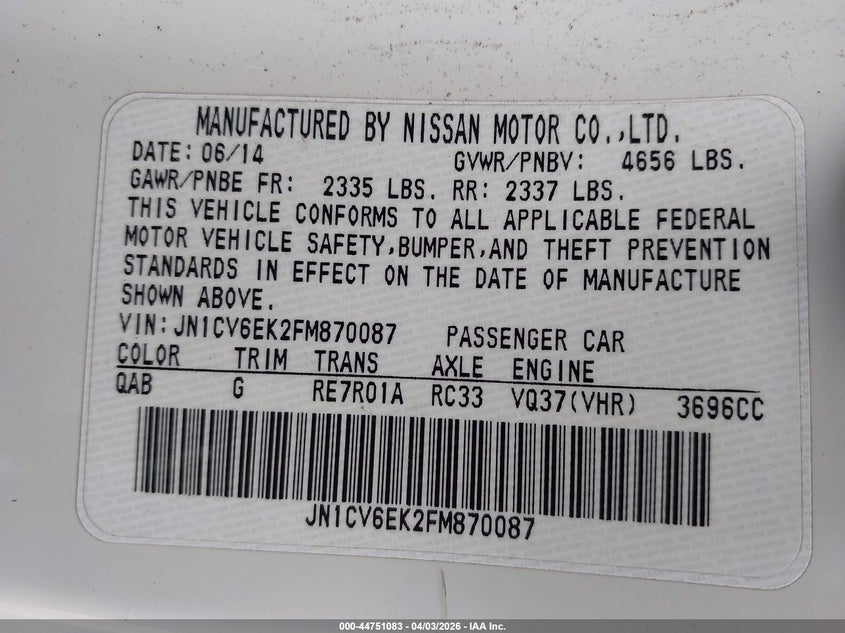 MANUFACTURED BY NISSAN MOTOR CO.,LTD.
DATE: 06/14 GVWR/PNBV: 4656 LBS.
GAWR/PNBE FR: 2335 LBS. RR: 2337 LBS.
THIS VEHICLE CONFORMS TO ALL APPLICABLE FEDERAL
MOTOR VEHICLE SAFETY,BUMPER,AND THEFT PREVENTION
STANDARDS IN EFFECT ON THE DATE OF MANUFACTURE
SHOWN ABOVE.
VIN:JN1CV6EK2FM870087 PASSENGER CAR
COLOR TRIM TRANS AXLE ENGINE
QAB G RE7R01A RC33 VQ37(VHR) 3696CC
JN1CV6EK2FM870087
000-44751083 - 04/03/2026 - IAA Inc.